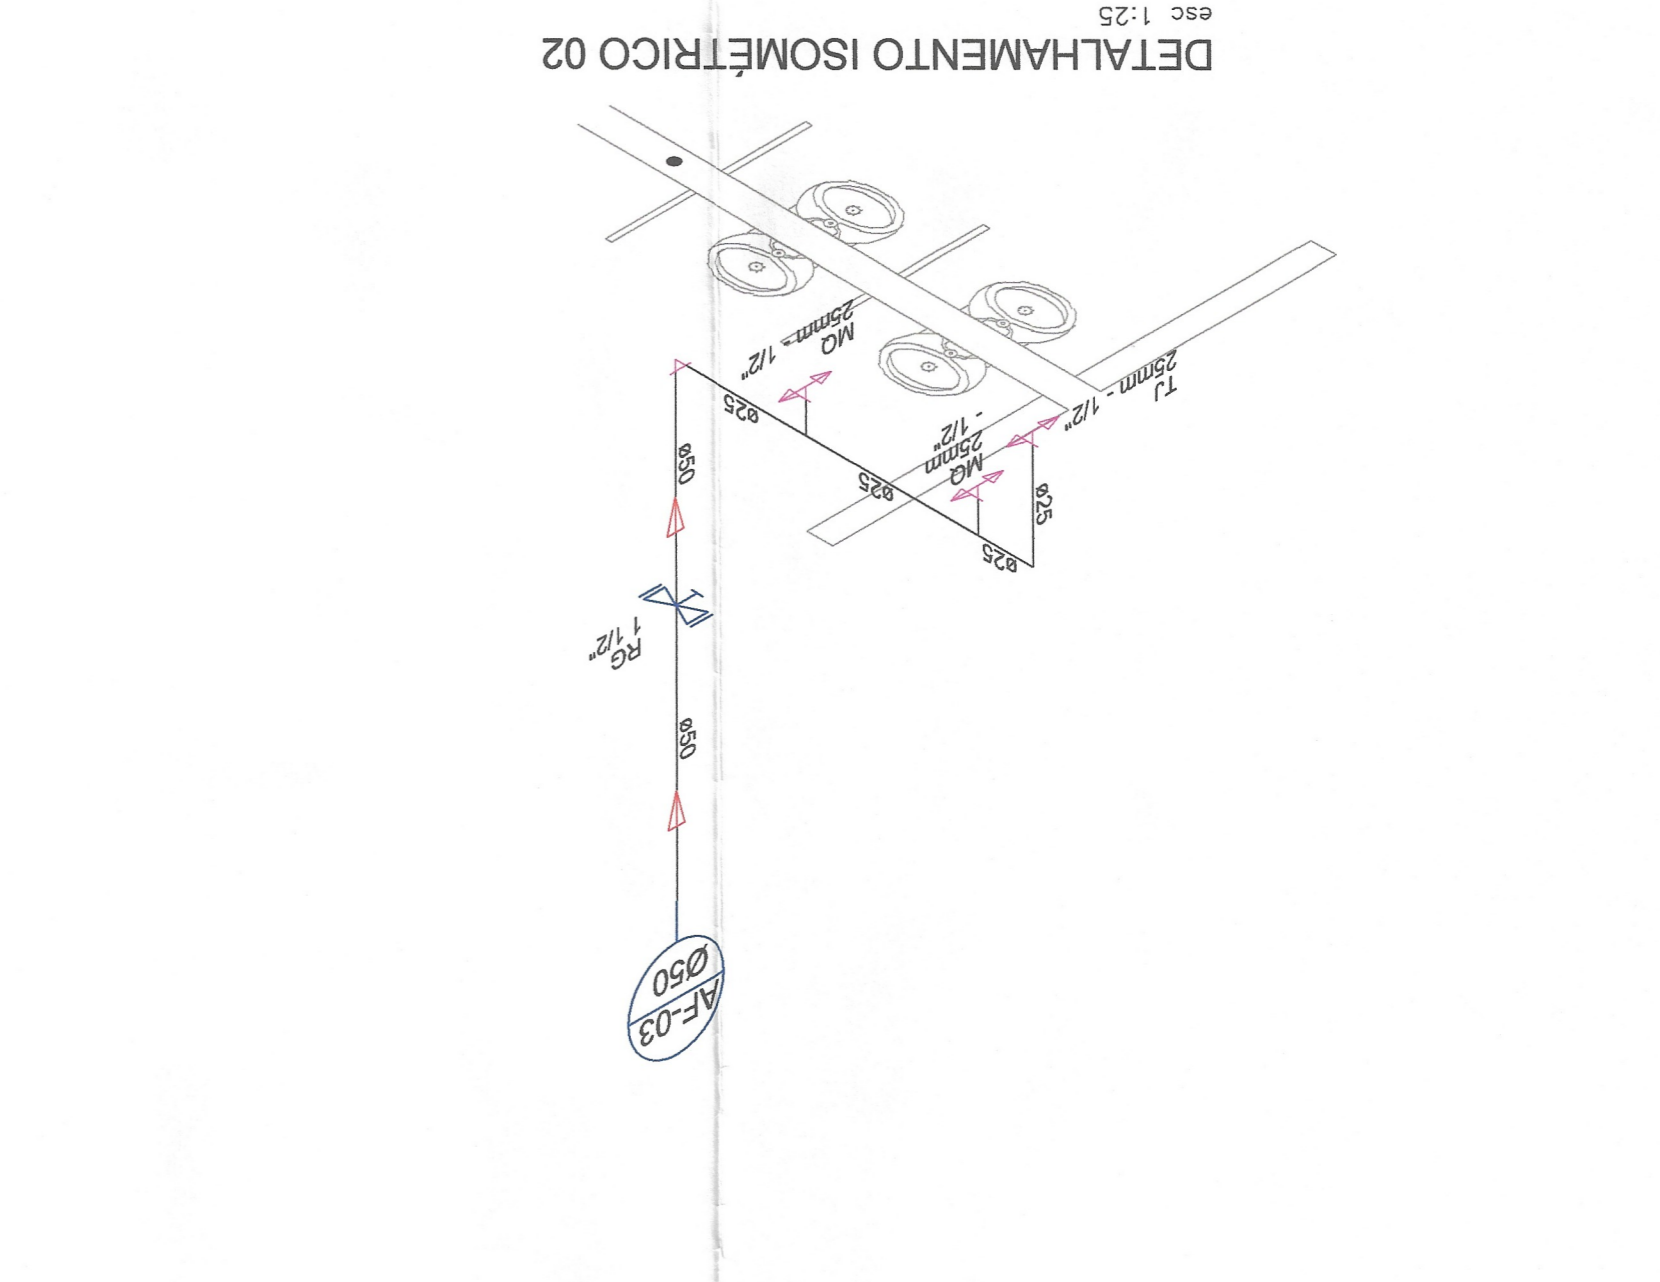 AF-03
Ø50
ø50
RG
1 1/2"
ø50
ø25
ø25
MQ
25mm
- 1/2"
ø25
ø25
TJ
25mm - 1/2"
ø25
MQ
25mm - 1/2"
DETALHAMENTO ISOMÉTRICO 02
esc 1:25